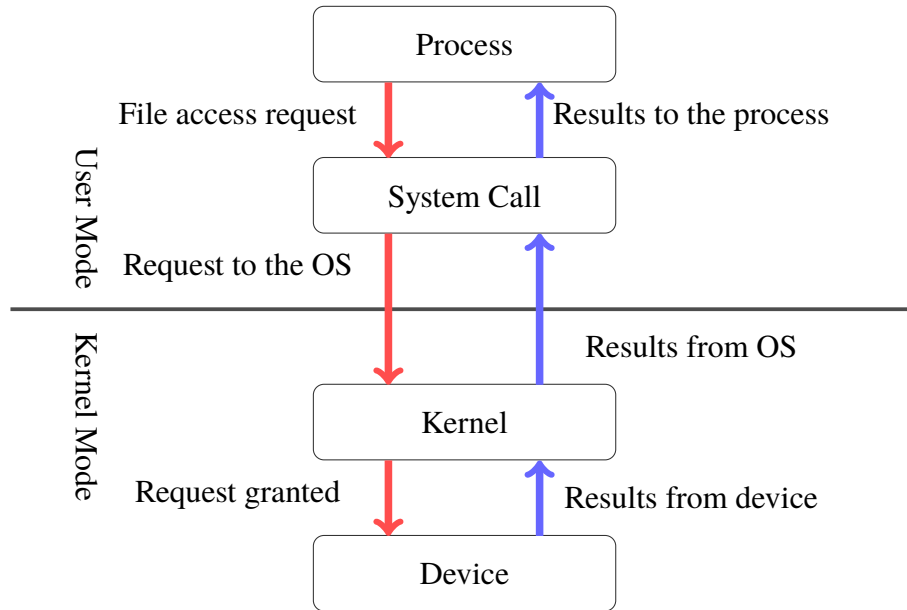 Process
File access request
Results to the process
User Mode
System Call
Request to the OS
Kernel Mode
Results from OS
Kernel
Request granted
Results from device
Device